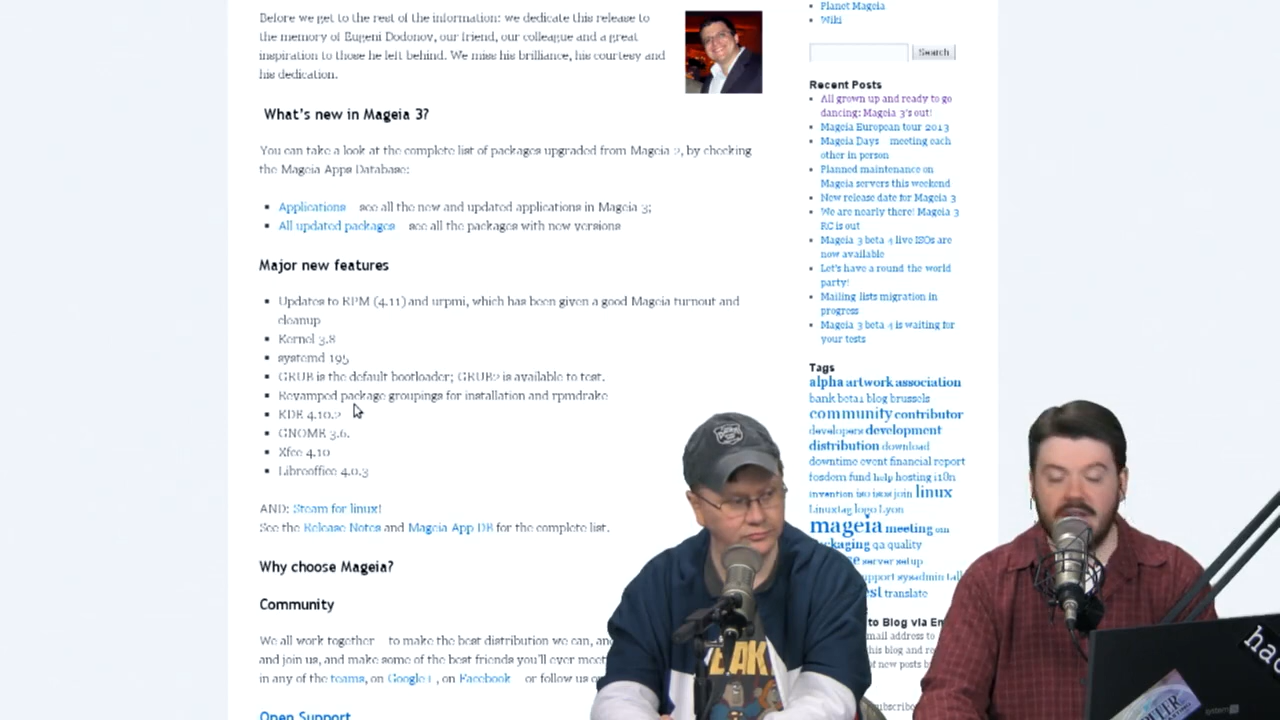 Before we get to the rest of the information: we dedicate this release to
the memory of Eugeni Dodonov, our friend, our colleague and a great
inspiration to those he left behind. We miss his brilliance, his courtesy and
his dedication.
What's new in Mageia 3?
You can take a look at the complete list of packages upgraded from Mageia 2, by checking
the Mageia Apps Database:
Applications see all the new and updated applications in Mageia 3;
All updated packages see all the packages with new versions
Major new features
Updates to RPM (4.11) and urpmi, which has been given a good Mageia turnout and
cleanup
Kernel 3.8
systemd 195
GRUB is the default bootloader; GRUB2 is available to test.
Revamped package groupings for installation and rpmdrake
KDE 4.10.2
GNOME 3.6.
Xfce 4.10
Libreoffice 4.0.3
AND: Steam for linux!
See the Release Notes and Mageia App DB for the complete list.
Why choose Mageia?
Community
We all work together to make the best distribution we can, and
and join us, and make some of the best friends you'll ever meet
in any of the teams, on Google+, on Facebook or follow us
Open Support
Planet Mageia
Wiki
Search
Recent Posts
All grown up and ready to go
dancing: Mageia 3's out!
Mageia European tour 2013
Mageia Days meeting each
other in person
Planned maintenance on
Mageia servers this weekend
New release date for Mageia 3
We are nearly there! Mageia 3
RC is out
Mageia 3 beta 4 live ISOs are
now available
Let's have a round the world
party!
Mailing lists migration in
progress
Mageia 3 beta 4 is waiting for
your tests
Tags
alpha artwork association
bank beta1 blog brussels
community contributor
developers development
distribution download
downtime event financial report
fosdem fund help hosting i18n
invention iso isos join linux
Linuxtag logo Lyon
mageia meeting
packaging qa quality
server setup
support sysadmin
translate
to Blog via Em
mail address to
his blog and re
of new posts b
subscribe
EAK
hac
system